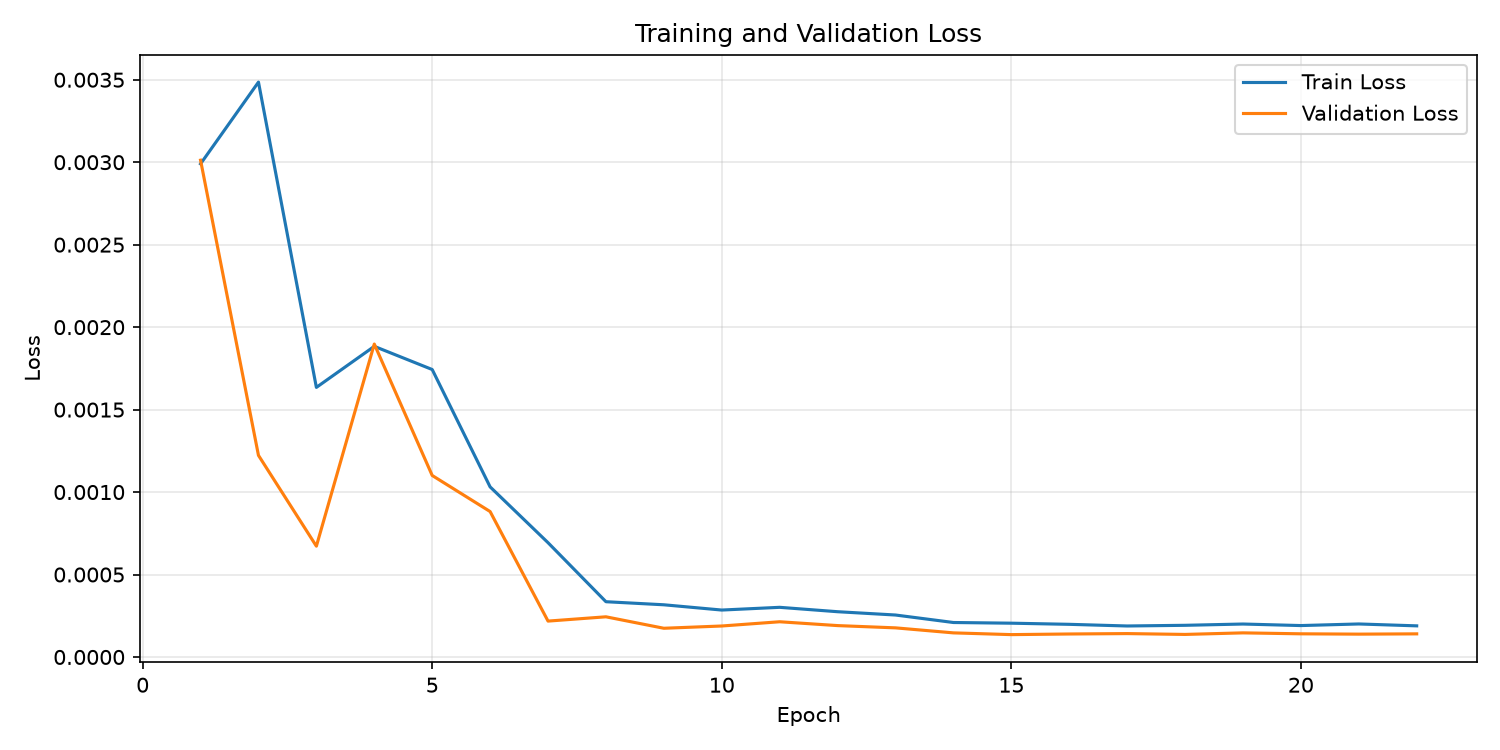 Training and Validation Loss
Train Loss
Validation Loss
0.0035
0.0030
0.0025
0.0020
0.0015
0.0010
0.0005
0.0000
Loss
0 5 10 15 20
Epoch